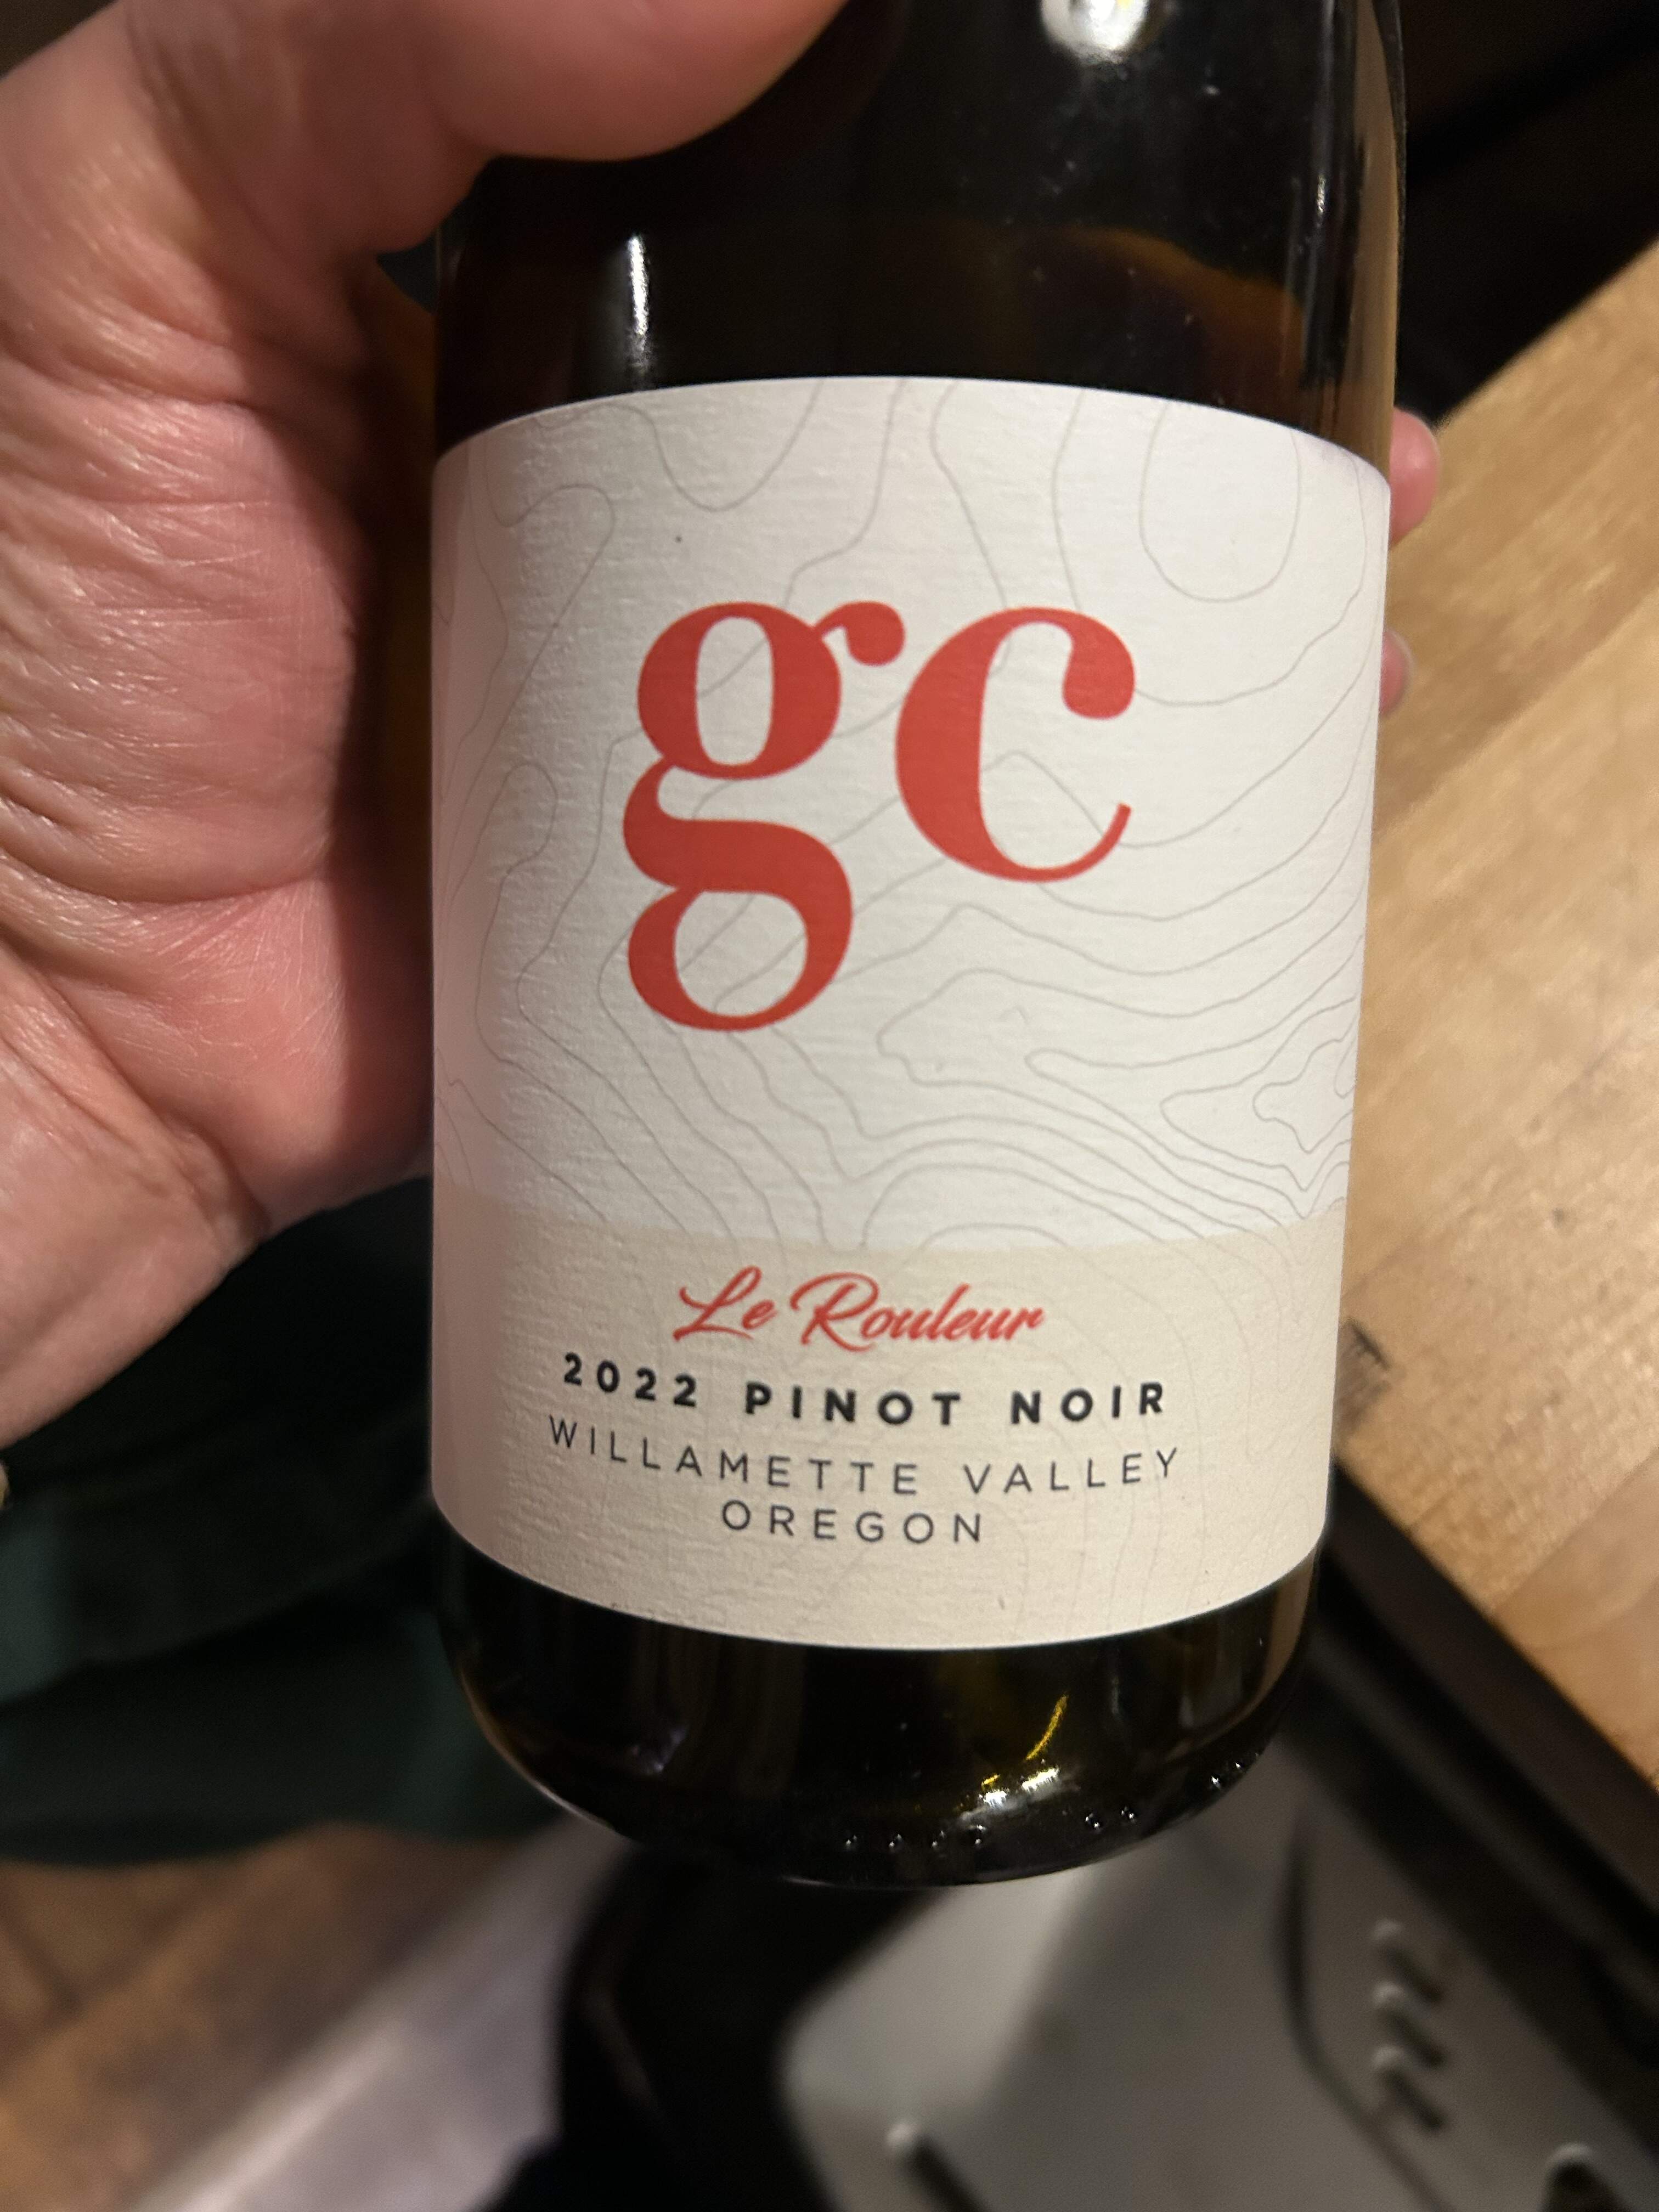 gc
Le Rouleur
2022 PINOT NOIR
WILLAMETTE VALLEY
OREGON